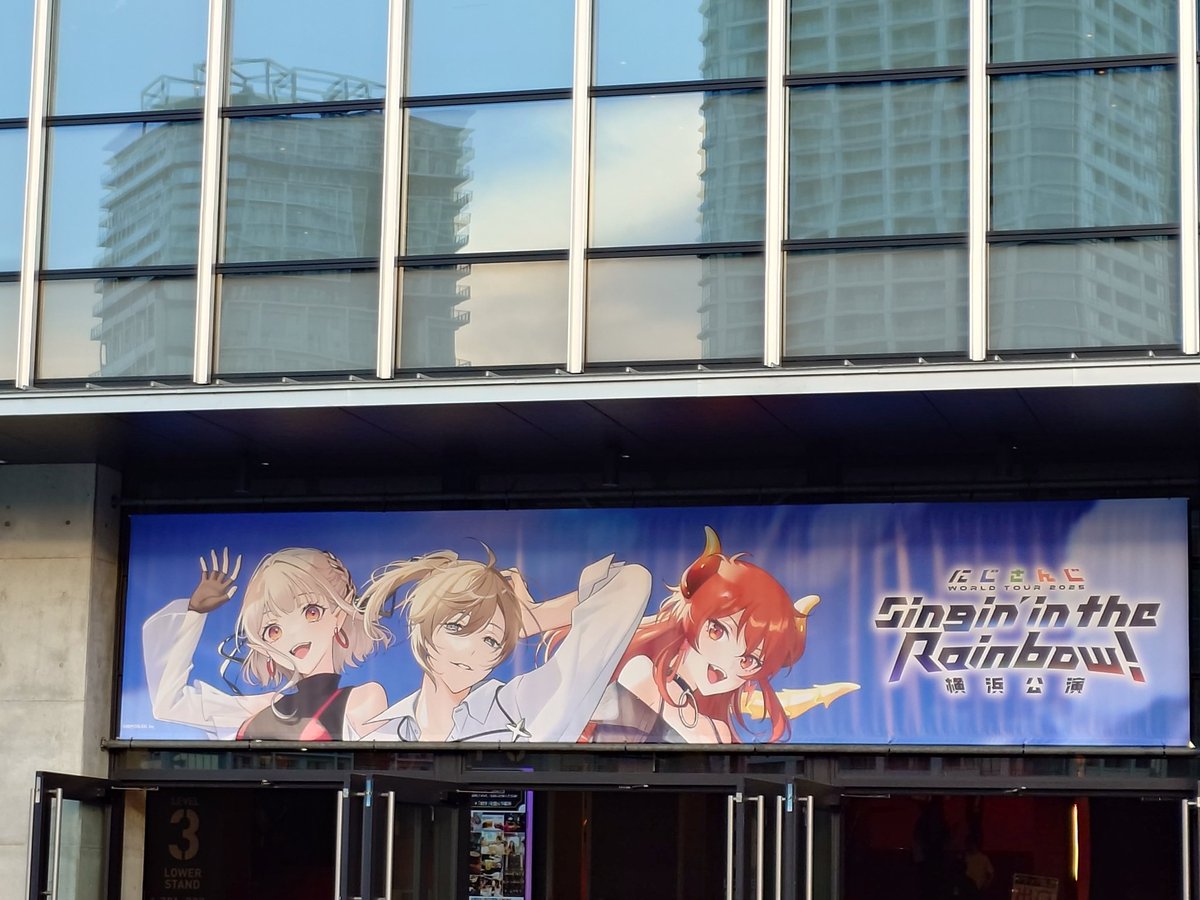 にじさんじ
WORLD TOUR 2025
Singin' in the
Rainbow!
横浜公演
LEVEL
3
LOWER
STAND